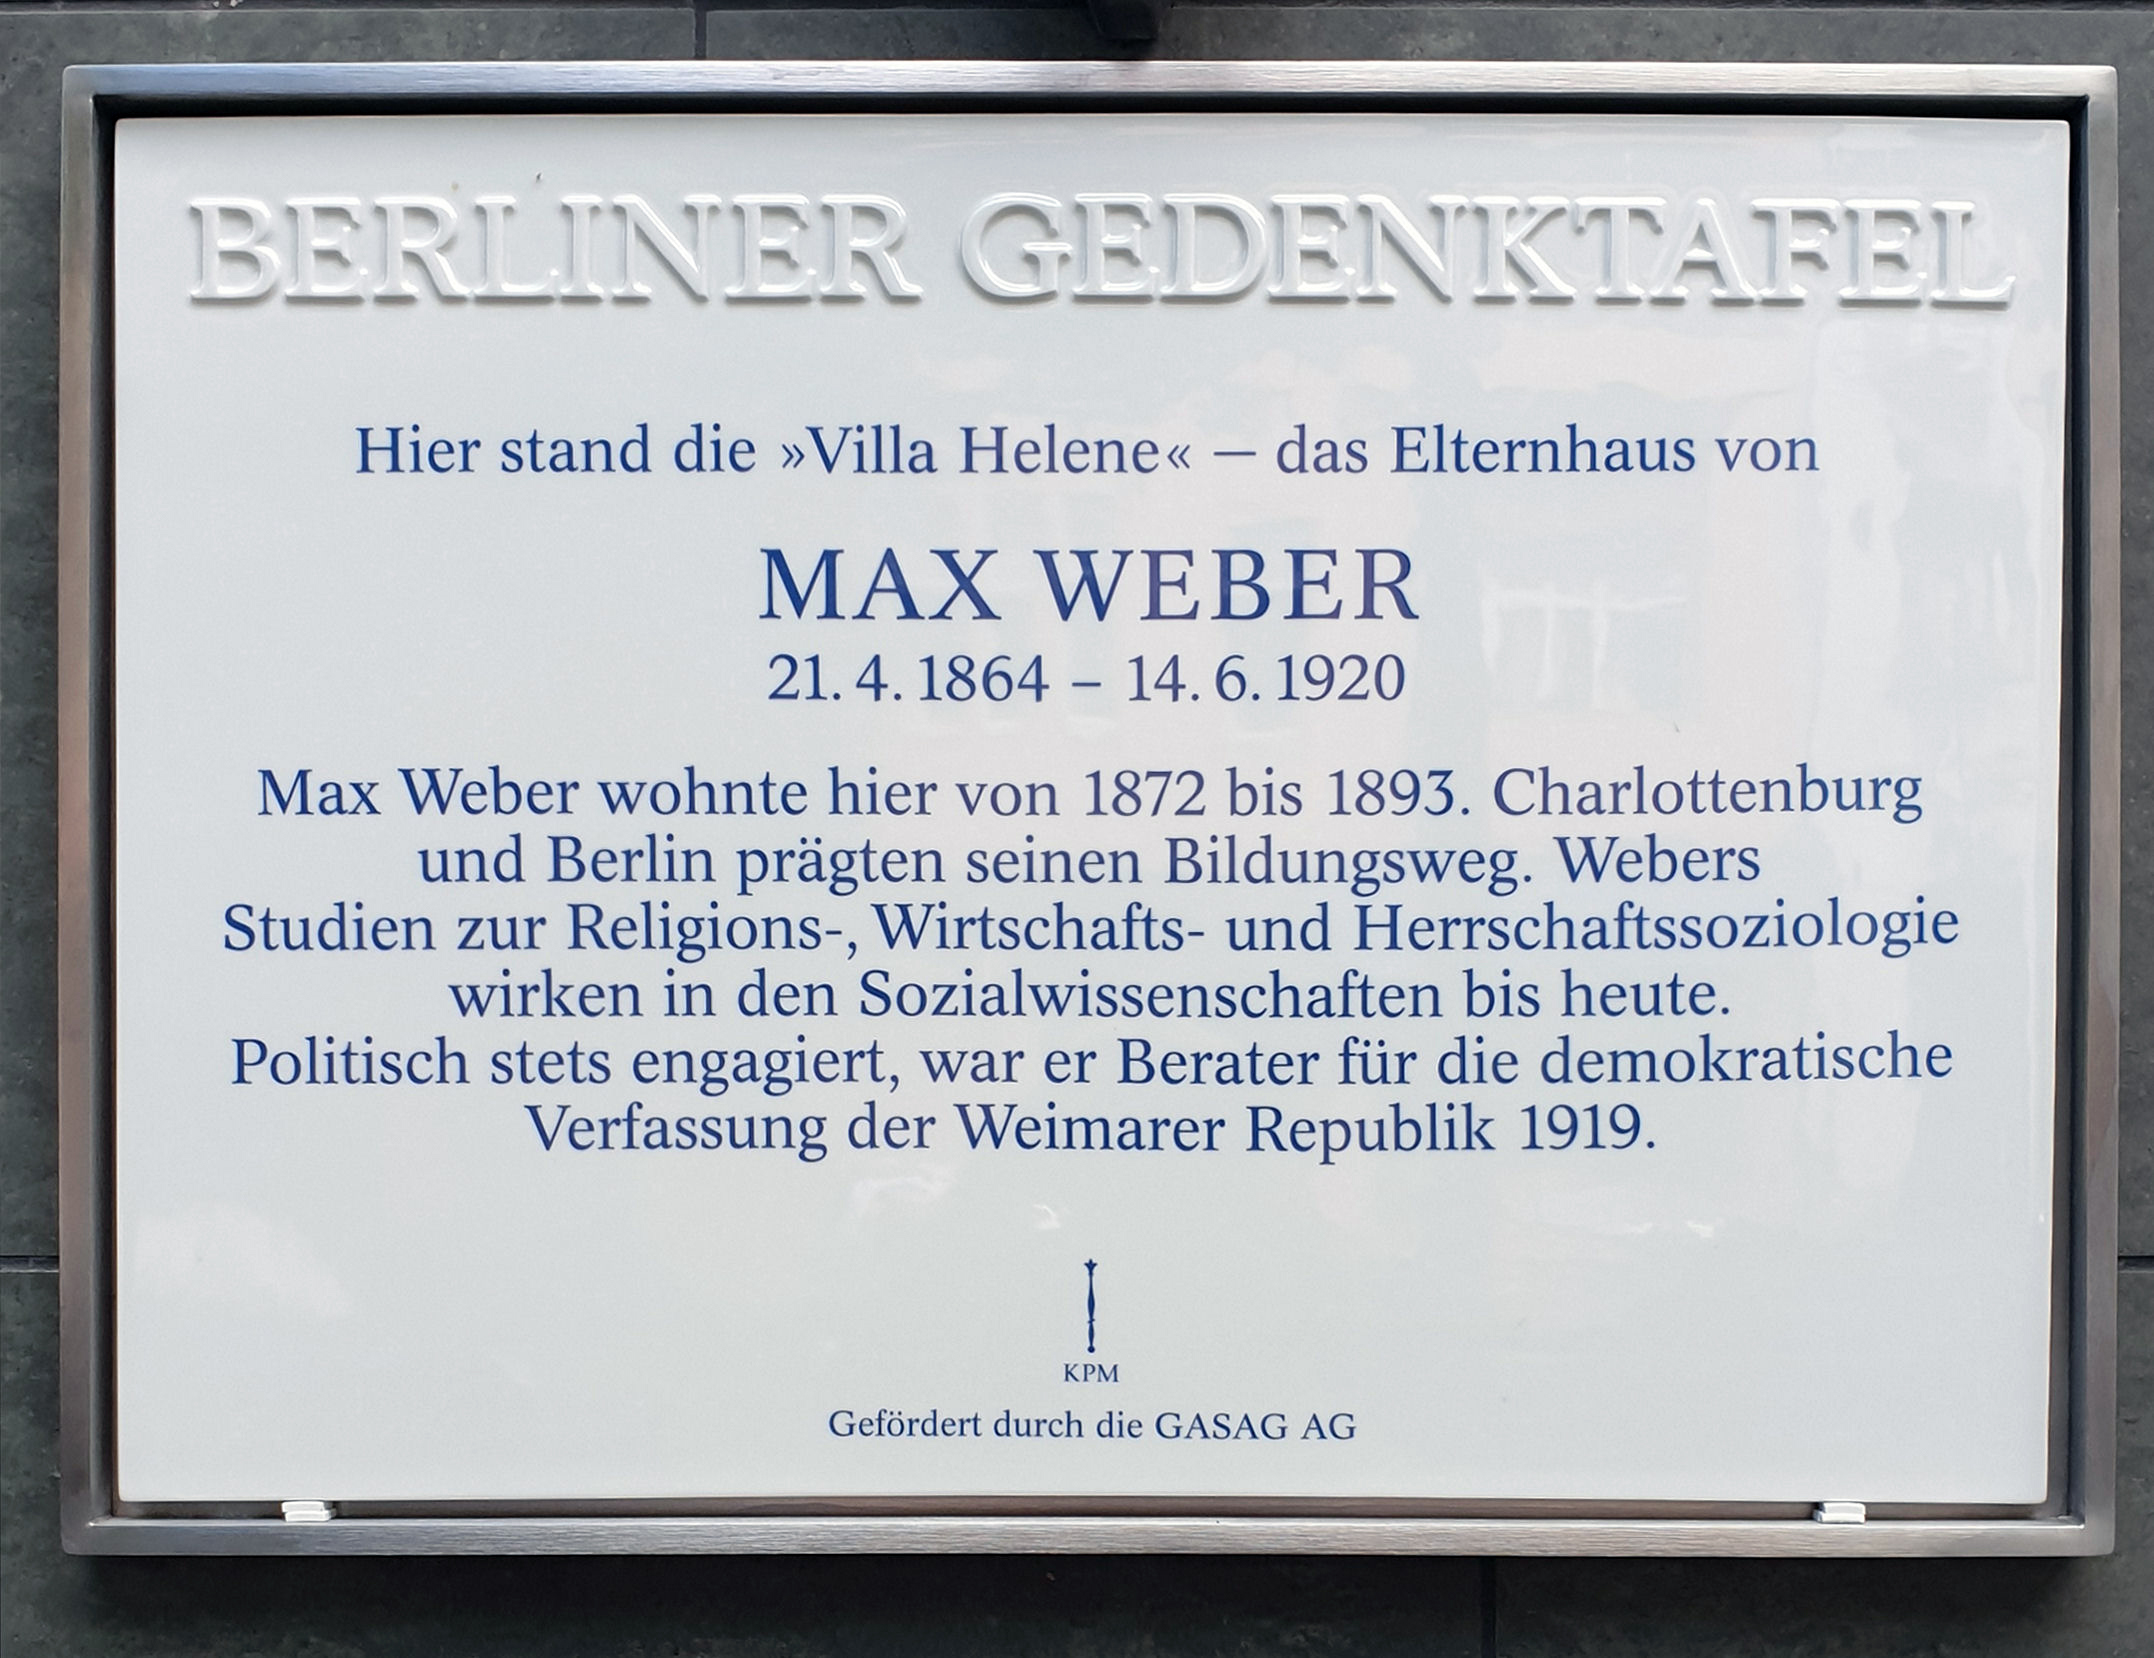 BERLINER GEDENKTAFEL
Hier stand die »Villa Helene« – das Elternhaus von
MAX WEBER
21. 4. 1864 – 14. 6. 1920
Max Weber wohnte hier von 1872 bis 1893. Charlottenburg
und Berlin prägten seinen Bildungsweg. Webers
Studien zur Religions-, Wirtschafts- und Herrschaftssoziologie
wirken in den Sozialwissenschaften bis heute.
Politisch stets engagiert, war er Berater für die demokratische
Verfassung der Weimarer Republik 1919.
KPM
Gefördert durch die GASAG AG